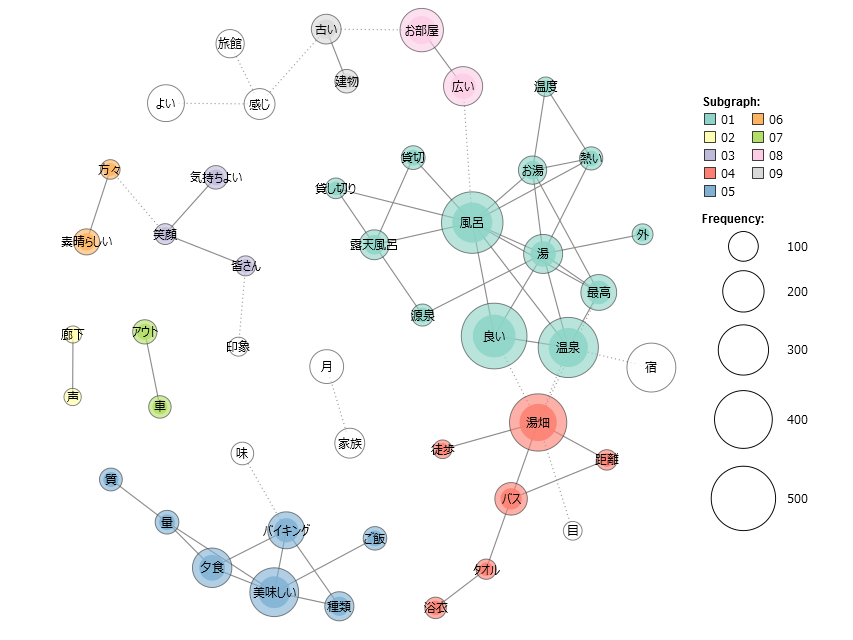 古い
お部屋
旅館
建物
広い
温度
よい
感じ
Subgraph:
01
06
02
07
03
08
04
09
05
貸切
お湯
熱い
方々
気持ちよい
貸し切り
風呂
Frequency:
素晴らしい
笑顔
露天風呂
湯
外
100
皆さん
最高
200
源泉
廊下
アウト
印象
良い
温泉
300
月
宿
声
車
湯畑
400
家族
徒歩
味
距離
質
バス
500
量
バイキング
ご飯
目
夕食
タオル
美味しい
種類
浴衣